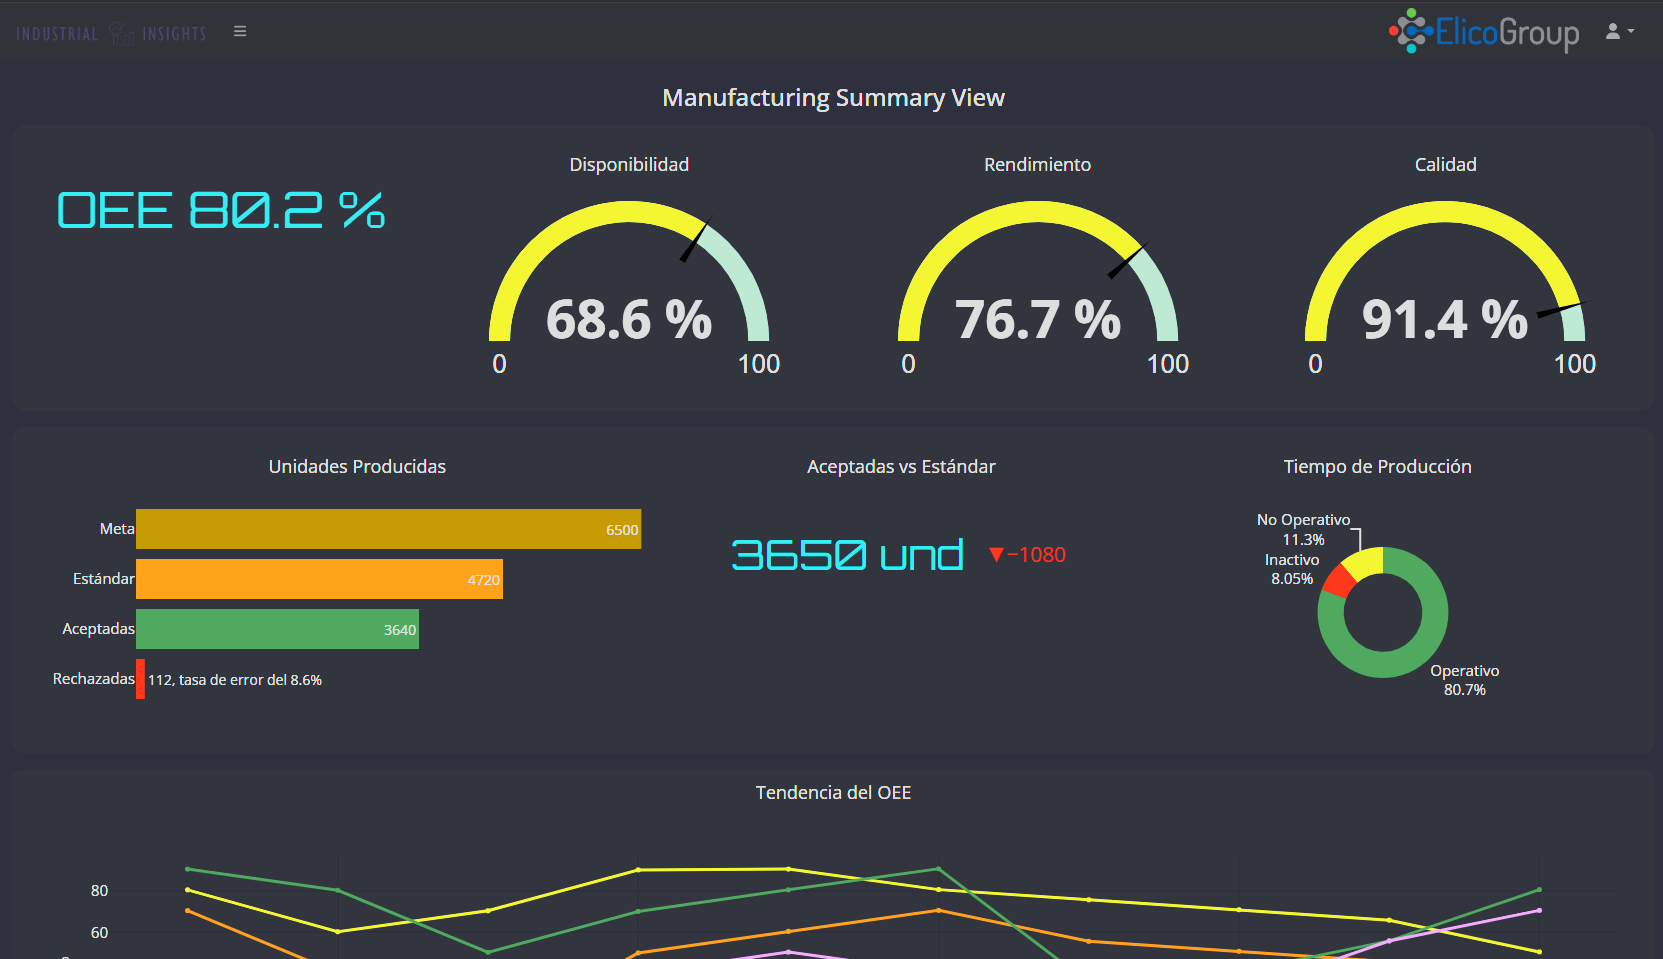 INDUSTRIAL INSIGHTS
ElicoGroup
Manufacturing Summary View
OEE 80.2 %
Disponibilidad
68.6 %
0
100
Rendimiento
76.7 %
0
100
Calidad
91.4 %
0
100
Unidades Producidas
Meta
6500
Estándar
4720
Aceptadas
3640
Rechazadas
112, tasa de error del 8.6%
Aceptadas vs Estándar
3650 und ▼−1080
Tiempo de Producción
No Operativo
11.3%
Inactivo
8.05%
Operativo
80.7%
Tendencia del OEE
80
60